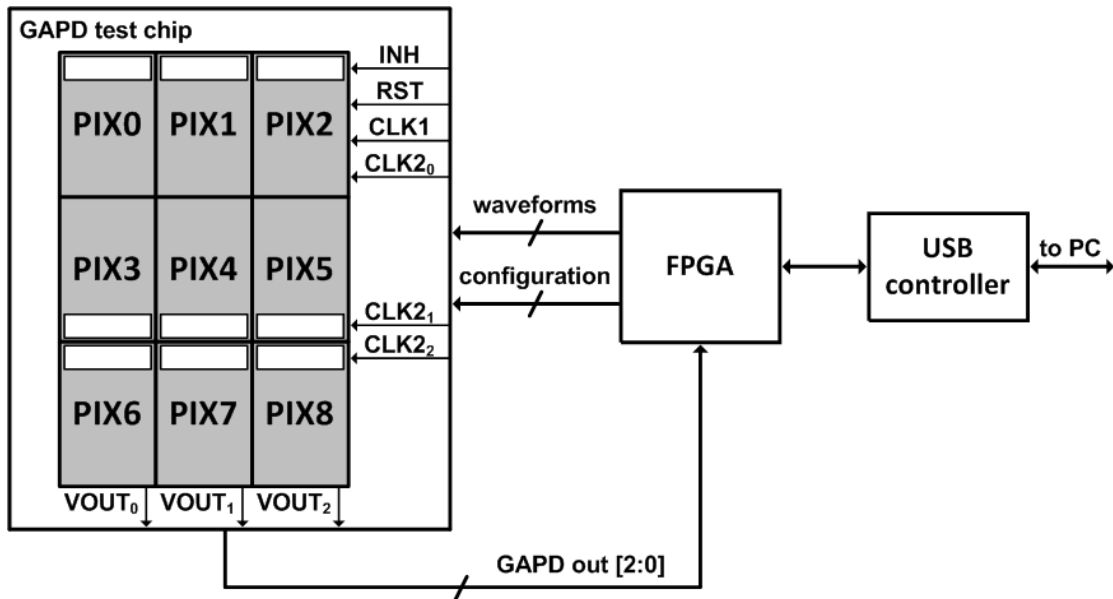 GAPD test chip
INH
RST
CLK1
CLK2₀
PIX0 PIX1 PIX2
PIX3 PIX4 PIX5
CLK2₁
CLK2₂
PIX6 PIX7 PIX8
VOUT₀ VOUT₁ VOUT₂
waveforms
configuration
FPGA
USB
controller
to PC
GAPD out [2:0]